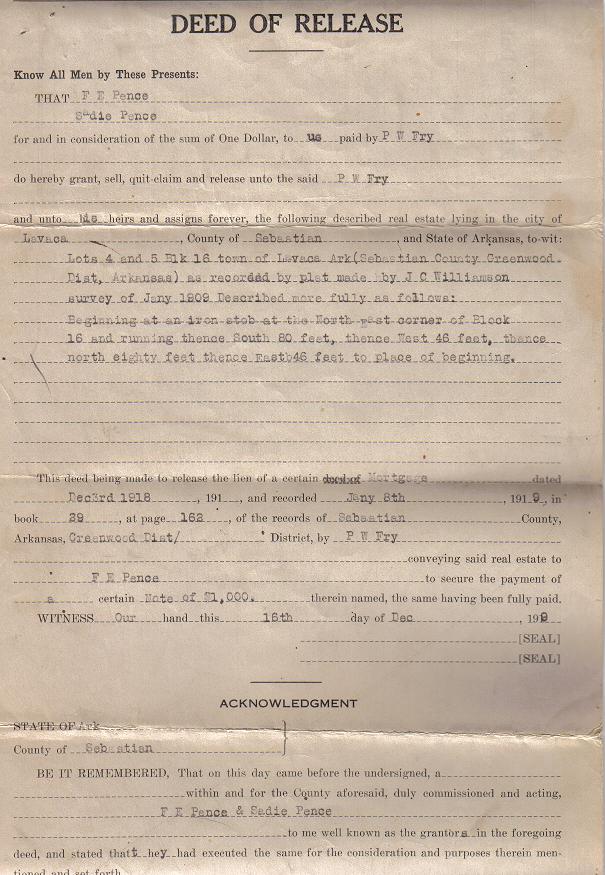 DEED OF RELEASE
Know All Men by These Presents:
THAT F E Pence
Sadie Pence
for and in consideration of the sum of One Dollar, to us paid by P W Fry
do hereby grant, sell, quit-claim and release unto the said P W Fry
and unto his heirs and assigns forever, the following described real estate lying in the city of
Lavaca, County of Sebastian, and State of Arkansas, to-wit:
Lots 4 and 5 Blk 16 town of Lavaca Ark(Sebastian County Greenwood
Dist, Arkansas) as recorded by plat made by J C Williamson
survey of Jany 1909 Described more fully as follows:
Beginning at an iron stob at the North east corner of Block
16 and running thence South 80 feet, thence West 46 feet, thence
north eighty feet thence East 46 feet to place of beginning.
This deed being made to release the lien of a certain Mortgage dated
Dec3rd 1918, 191, and recorded Jany 8th, 1919, in
book 39, at page 162, of the records of Sebastian County,
Arkansas, Greenwood Dist/ District, by P W Fry
conveying said real estate to
F E Pence to secure the payment of
a certain Note of $1,000. therein named, the same having been fully paid.
WITNESS Our hand this 16th day of Dec, 19
[SEAL]
[SEAL]
ACKNOWLEDGMENT
STATE OF Ark
County of Sebastian
BE IT REMEMBERED, That on this day came before the undersigned, a
within and for the County aforesaid, duly commissioned and acting,
F E Pence & Sadie Pence
to me well known as the grantors in the foregoing
deed, and stated that they had executed the same for the consideration and purposes therein men-
tioned and set forth.